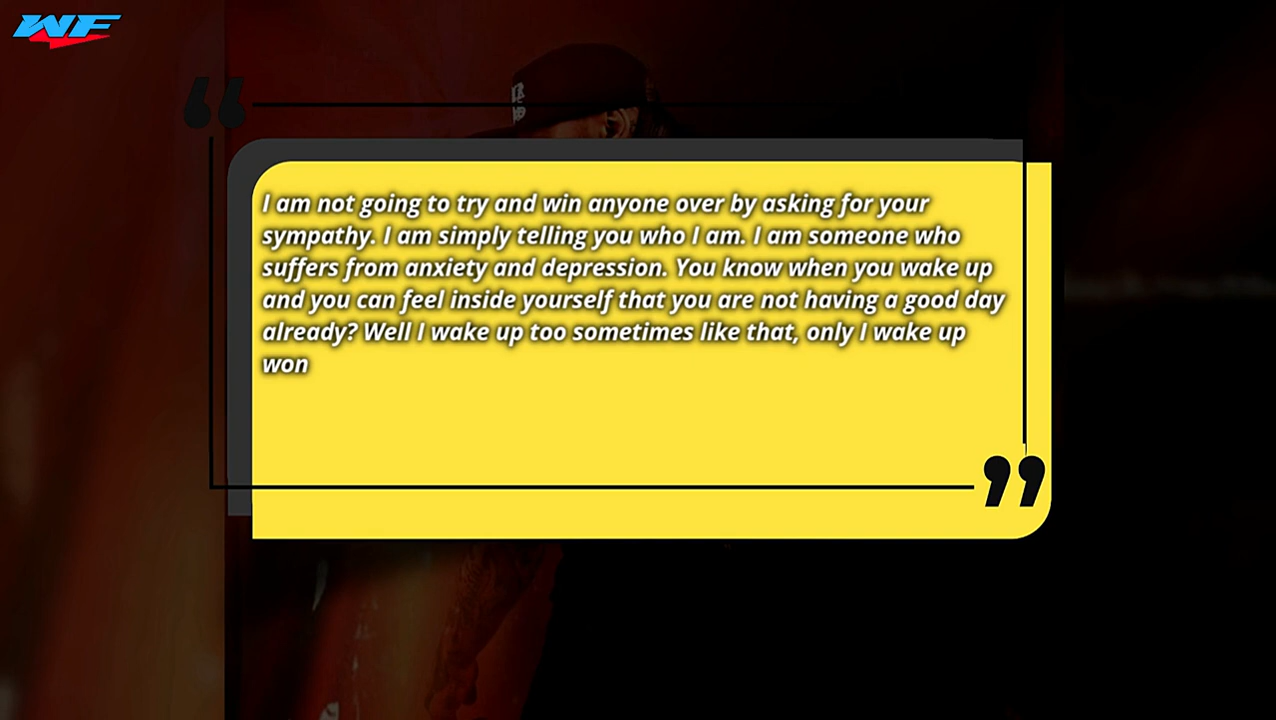 WF
I am not going to try and win anyone over by asking for your
sympathy. I am simply telling you who I am. I am someone who
suffers from anxiety and depression. You know when you wake up
and you can feel inside yourself that you are not having a good day
already? Well I wake up too sometimes like that, only I wake up
won